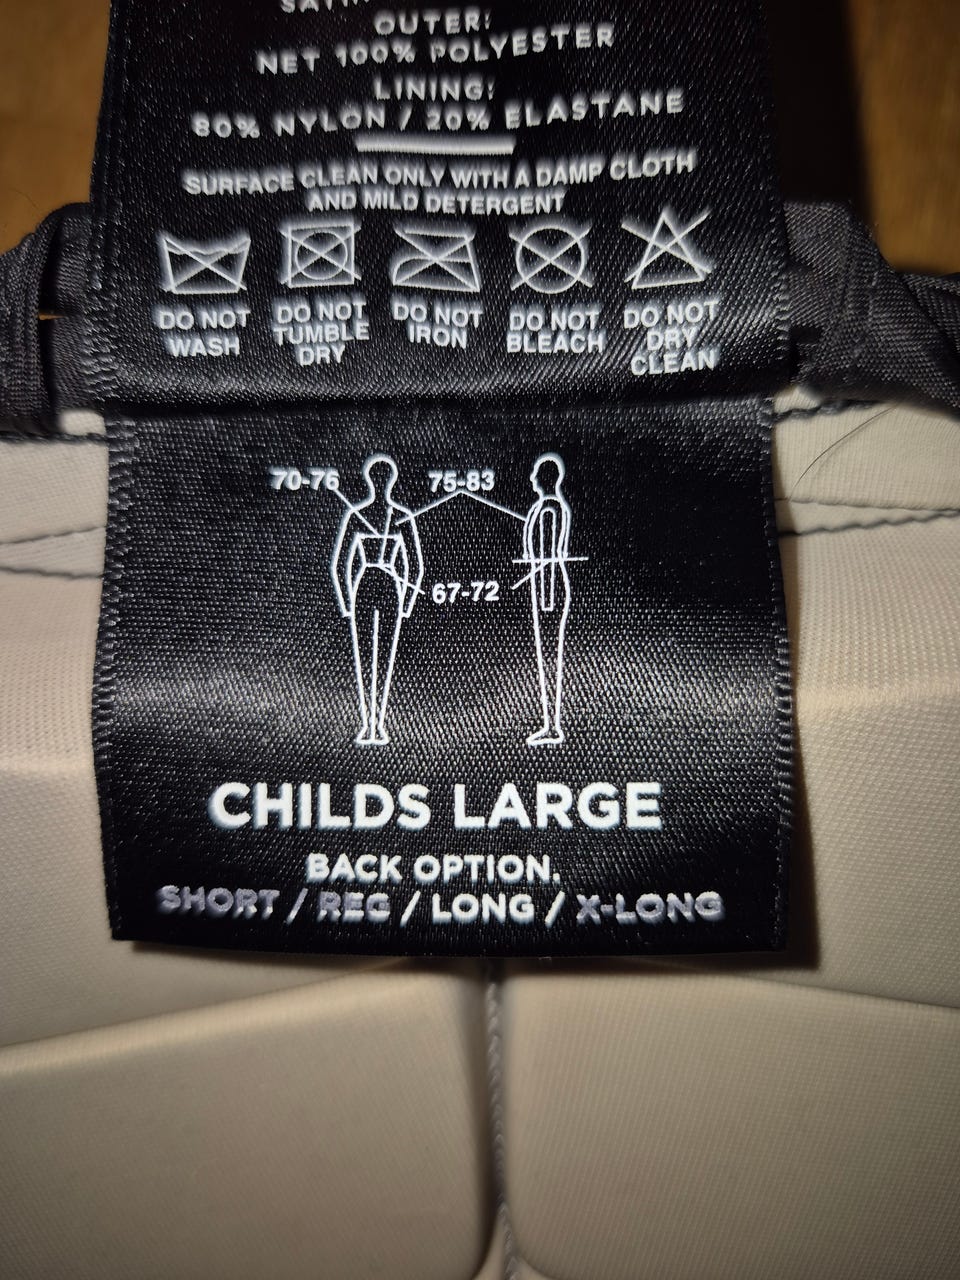 OUTER:
NET 100% POLYESTER
LINING:
80% NYLON / 20% ELASTANE
SURFACE CLEAN ONLY WITH A DAMP CLOTH
AND MILD DETERGENT
DO NOT WASH
DO NOT TUMBLE DRY
DO NOT IRON
DO NOT BLEACH
DO NOT DRY CLEAN
70-76
75-83
67-72
CHILDS LARGE
BACK OPTION.
SHORT / REG / LONG / X-LONG